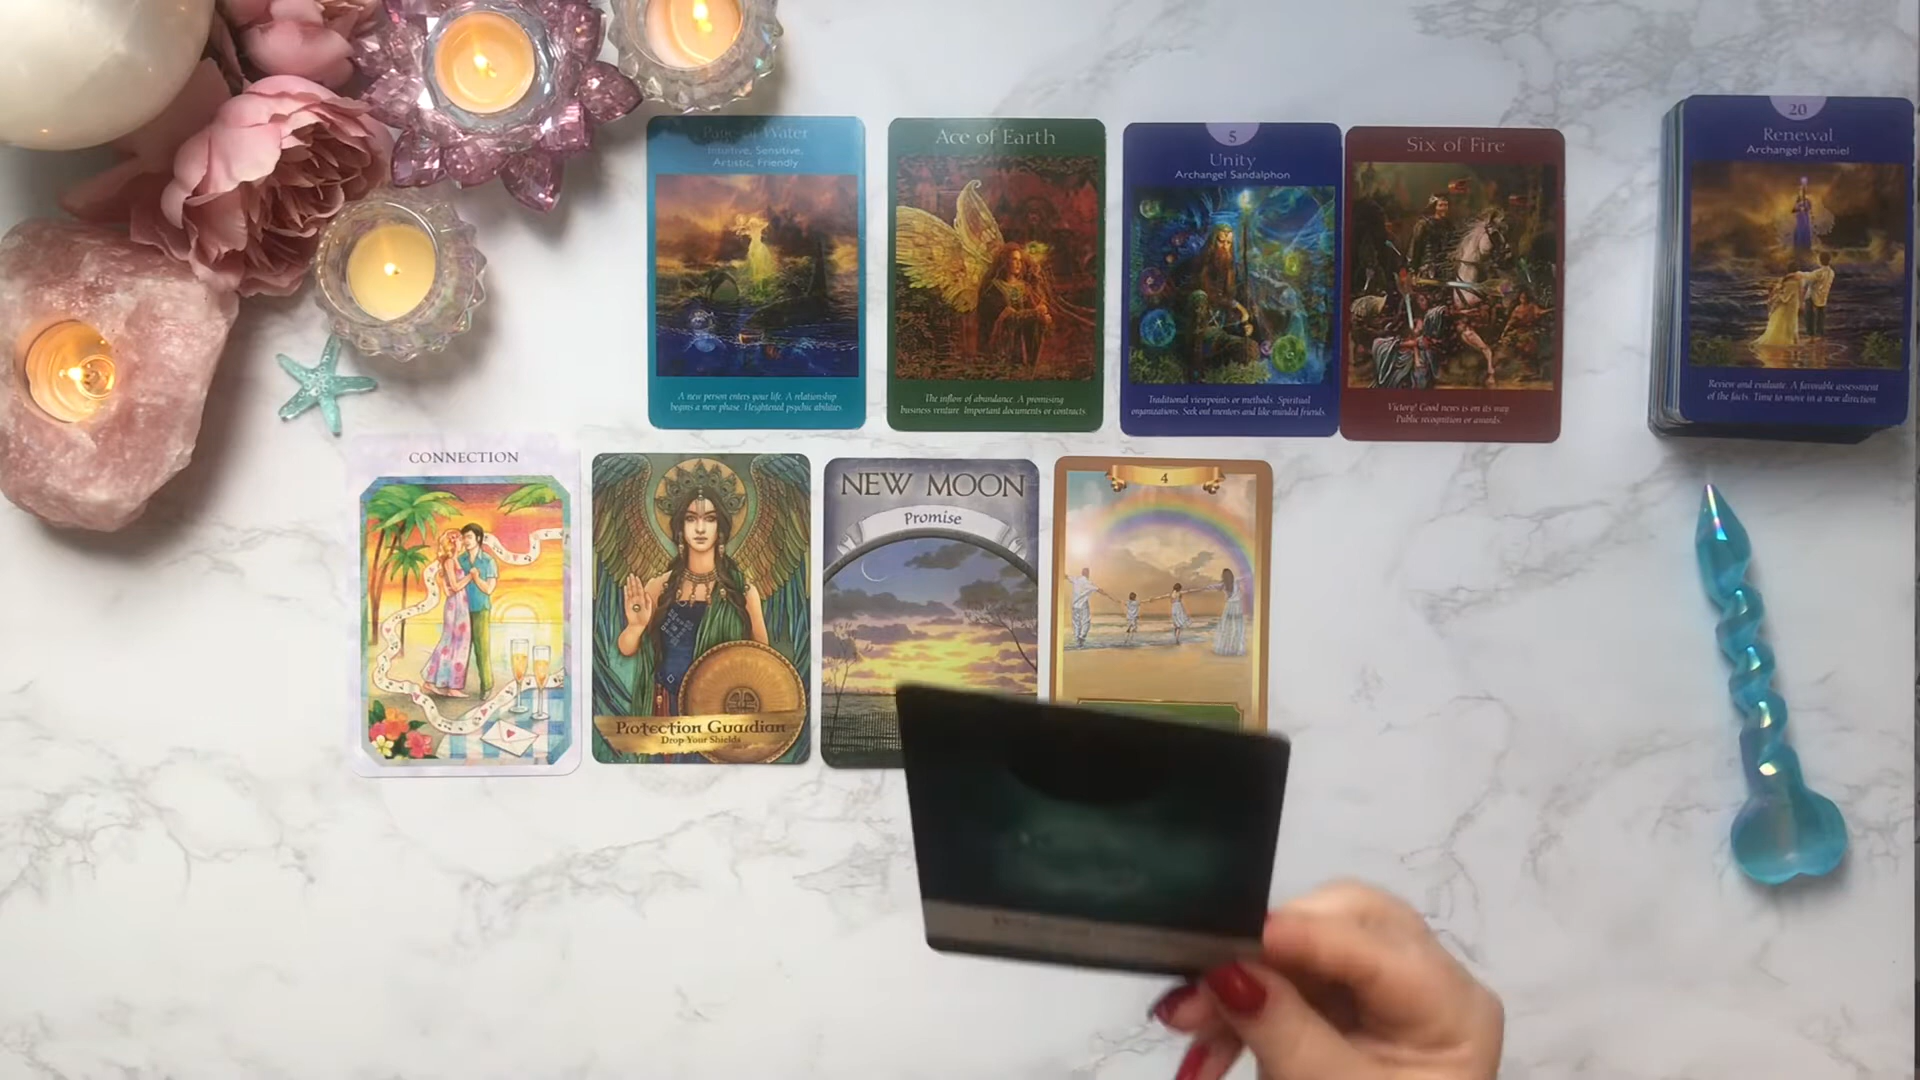 Page of Water
Intuitive, Sensitive,
Artistic, Friendly
A new person enters your life. A relationship
begins a new phase. Heightened psychic abilities.
Ace of Earth
The inflow of abundance. A promising
business venture. Important documents or contracts.
5
Unity
Archangel Sandalphon
Traditional viewpoints or methods. Spiritual
organizations. Seek out mentors and like-minded friends.
Six of Fire
Victory! Good news is on its way.
Public recognition or awards.
20
Renewal
Archangel Jeremiel
Review and evaluate. A favorable assessment
of the facts. Time to move in a new direction.
CONNECTION
Protection Guardian
Drop Your Shields
NEW MOON
Promise
4